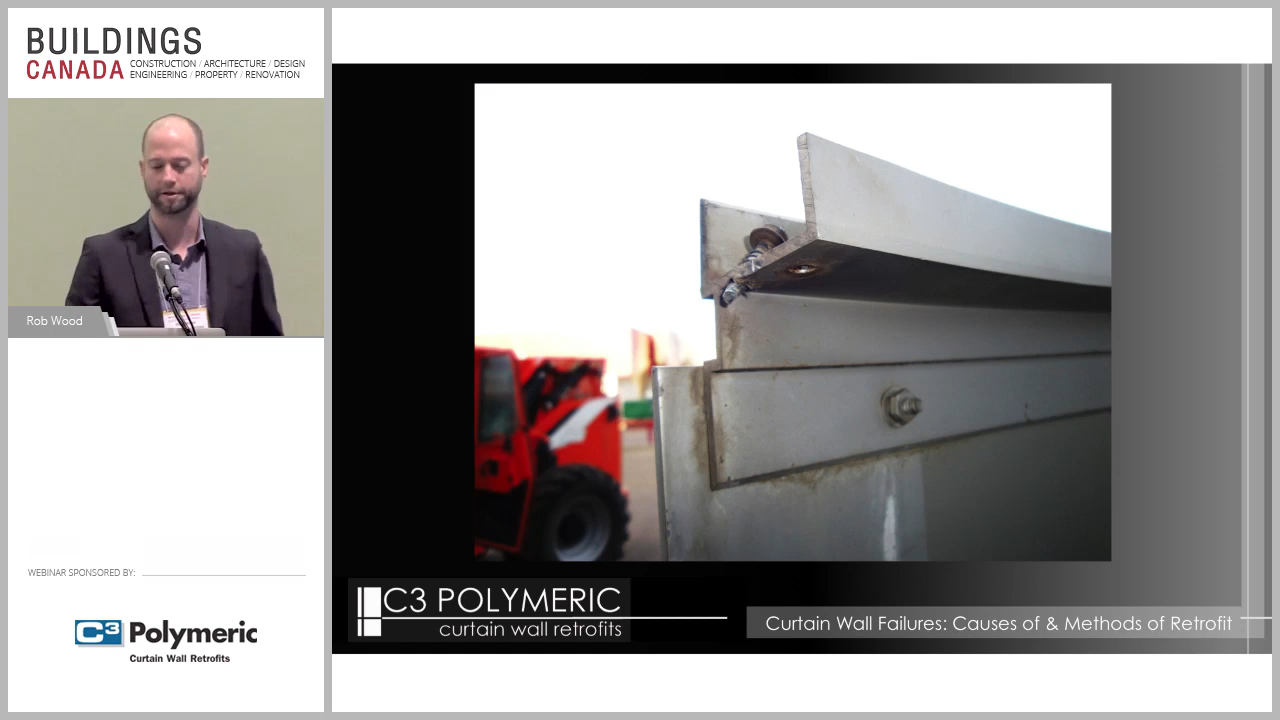 BUILDINGS
CANADA
CONSTRUCTION / ARCHITECTURE / DESIGN
ENGINEERING / PROPERTY / RENOVATION
Rob Wood
WEBINAR SPONSORED BY:
C3 Polymeric
Curtain Wall Retrofits
C3 POLYMERIC
curtain wall retrofits
Curtain Wall Failures: Causes of & Methods of Retrofit